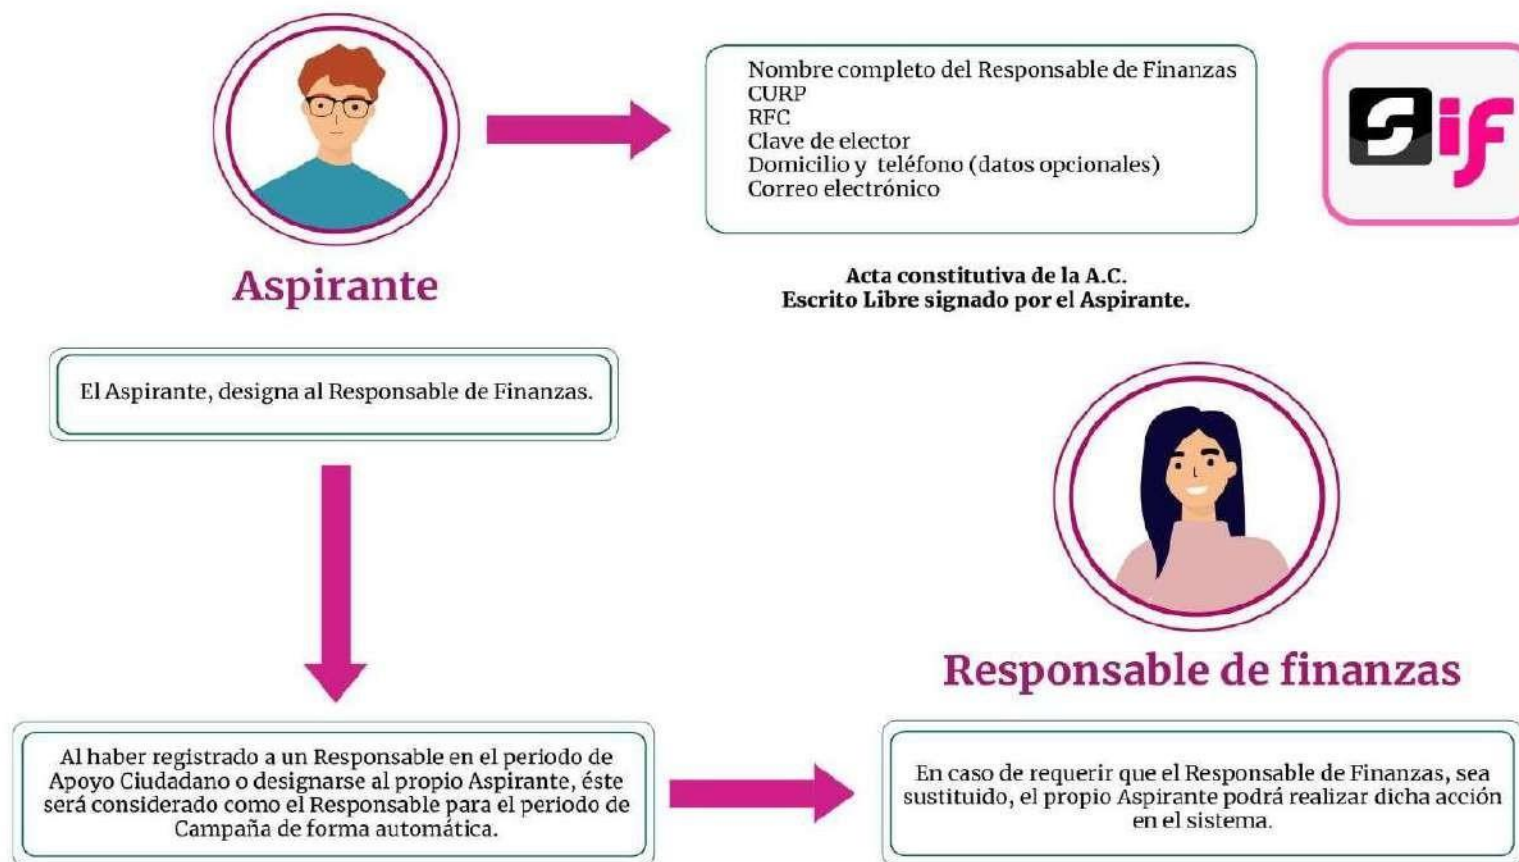 Nombre completo del Responsable de Finanzas
CURP
RFC
Clave de elector
Domicilio y teléfono (datos opcionales)
Correo electrónico
Sif
Aspirante
Acta constitutiva de la A.C.
Escrito Libre signado por el Aspirante.
El Aspirante, designa al Responsable de Finanzas.
Responsable de finanzas
Al haber registrado a un Responsable en el periodo de
Apoyo Ciudadano o designarse al propio Aspirante, éste
será considerado como el Responsable para el periodo de
Campaña de forma automática.
En caso de requerir que el Responsable de Finanzas, sea
sustituido, el propio Aspirante podrá realizar dicha acción
en el sistema.